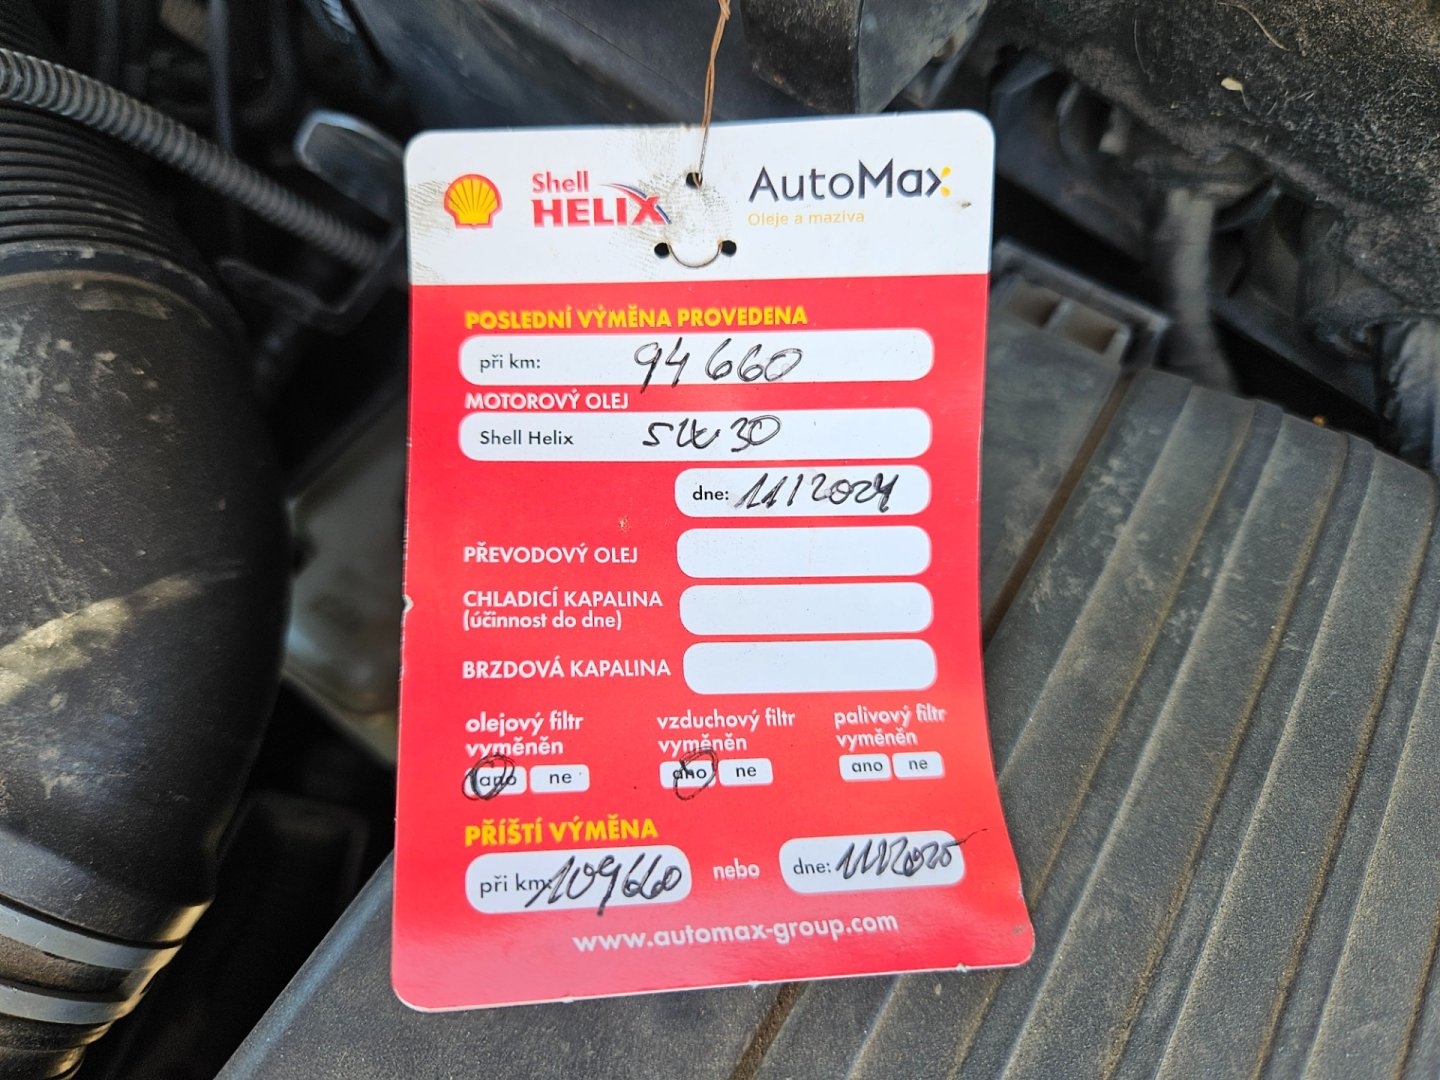 Shell
HELIX
AutoMax
Oleje a maziva
POSLEDNÍ VÝMĚNA PROVEDENA
při km: 94 660
MOTOROVÝ OLEJ
Shell Helix 5W30
dne: 11/2024
PŘEVODOVÝ OLEJ
CHLADICÍ KAPALINA
(účinnost do dne)
BRZDOVÁ KAPALINA
olejový filtr
vyměněn
ano ne
vzduchový filtr
vyměněn
ano ne
palivový filtr
vyměněn
ano ne
PŘÍŠTÍ VÝMĚNA
při km: 109660 nebo dne: 11/2025
www.automax-group.com